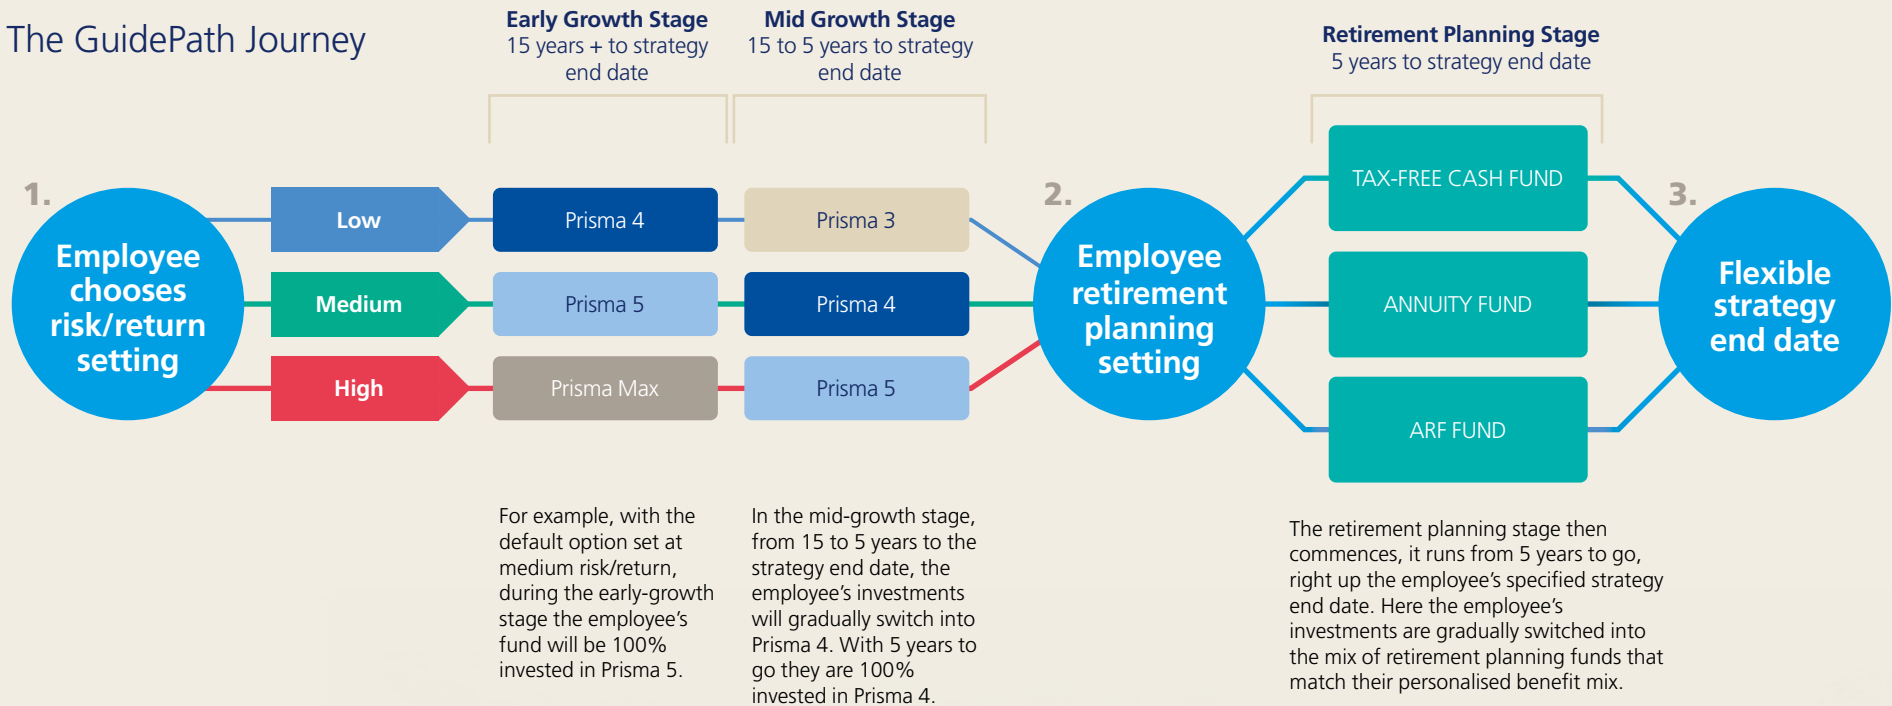 The GuidePath Journey
Early Growth Stage
15 years + to strategy
end date
Mid Growth Stage
15 to 5 years to strategy
end date
Retirement Planning Stage
5 years to strategy end date
1.
Employee
chooses
risk/return
setting
Low
Prisma 4
Prisma 3
Medium
Prisma 5
Prisma 4
High
Prisma Max
Prisma 5
2.
Employee
retirement
planning
setting
TAX-FREE CASH FUND
ANNUITY FUND
ARF FUND
3.
Flexible
strategy
end date
For example, with the
default option set at
medium risk/return,
during the early-growth
stage the employee’s
fund will be 100%
invested in Prisma 5.
In the mid-growth stage,
from 15 to 5 years to the
strategy end date, the
employee’s investments
will gradually switch into
Prisma 4. With 5 years to
go they are 100%
invested in Prisma 4.
The retirement planning stage then
commences, it runs from 5 years to go,
right up the employee’s specified strategy
end date. Here the employee’s
investments are gradually switched into
the mix of retirement planning funds that
match their personalised benefit mix.